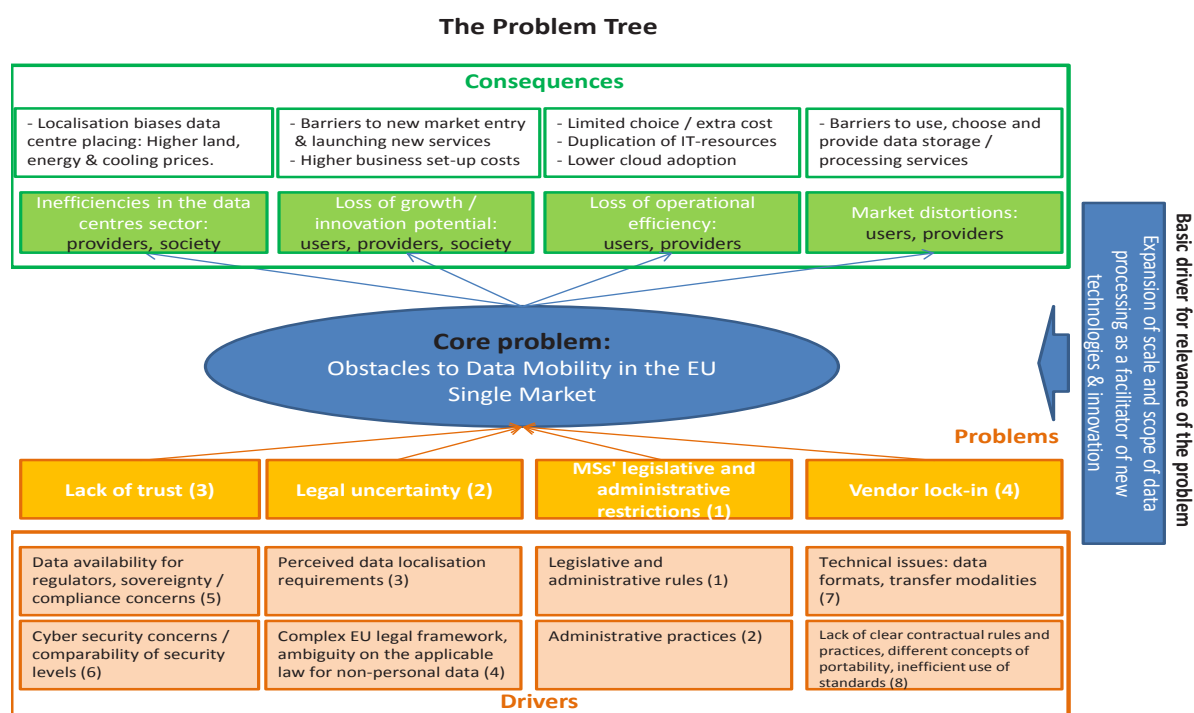 The Problem Tree
Consequences
- Localisation biases data
centre placing: Higher land,
energy & cooling prices.
- Barriers to new market entry
& launching new services
- Higher business set-up costs
- Limited choice / extra cost
- Duplication of IT-resources
- Lower cloud adoption
- Barriers to use, choose and
provide data storage /
processing services
Inefficiencies in the data
centres sector:
providers, society
Loss of growth /
innovation potential:
users, providers, society
Loss of operational
efficiency:
users, providers
Market distortions:
users, providers
Core problem:
Obstacles to Data Mobility in the EU
Single Market
Basic driver for relevance of the problem
Expansion of scale and scope of data
processing as a facilitator of new
technologies & innovation
Problems
Lack of trust (3)
Legal uncertainty (2)
MSs' legislative and
administrative
restrictions (1)
Vendor lock-in (4)
Data availability for
regulators, sovereignty /
compliance concerns (5)
Perceived data localisation
requirements (3)
Legislative and
administrative rules (1)
Technical issues: data
formats, transfer modalities
(7)
Cyber security concerns /
comparability of security
levels (6)
Complex EU legal framework,
ambiguity on the applicable
law for non-personal data (4)
Administrative practices (2)
Lack of clear contractual rules and
practices, different concepts of
portability, inefficient use of
standards (8)
Drivers